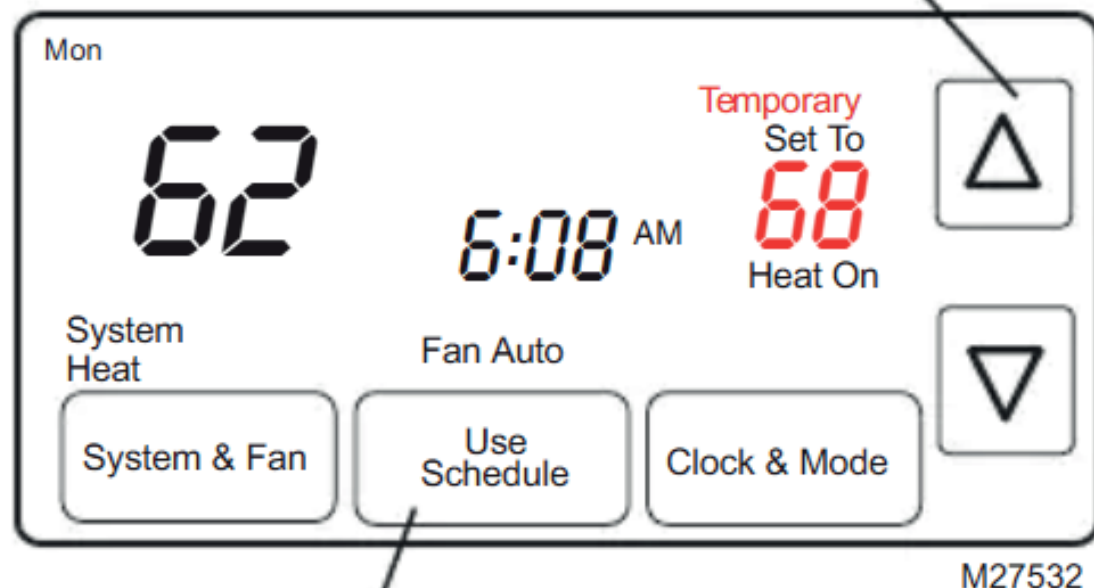 Mon
Temporary
Set To
62
68
6:08 AM
Heat On
System
Heat
Fan Auto
System & Fan
Use
Schedule
Clock & Mode
M27532